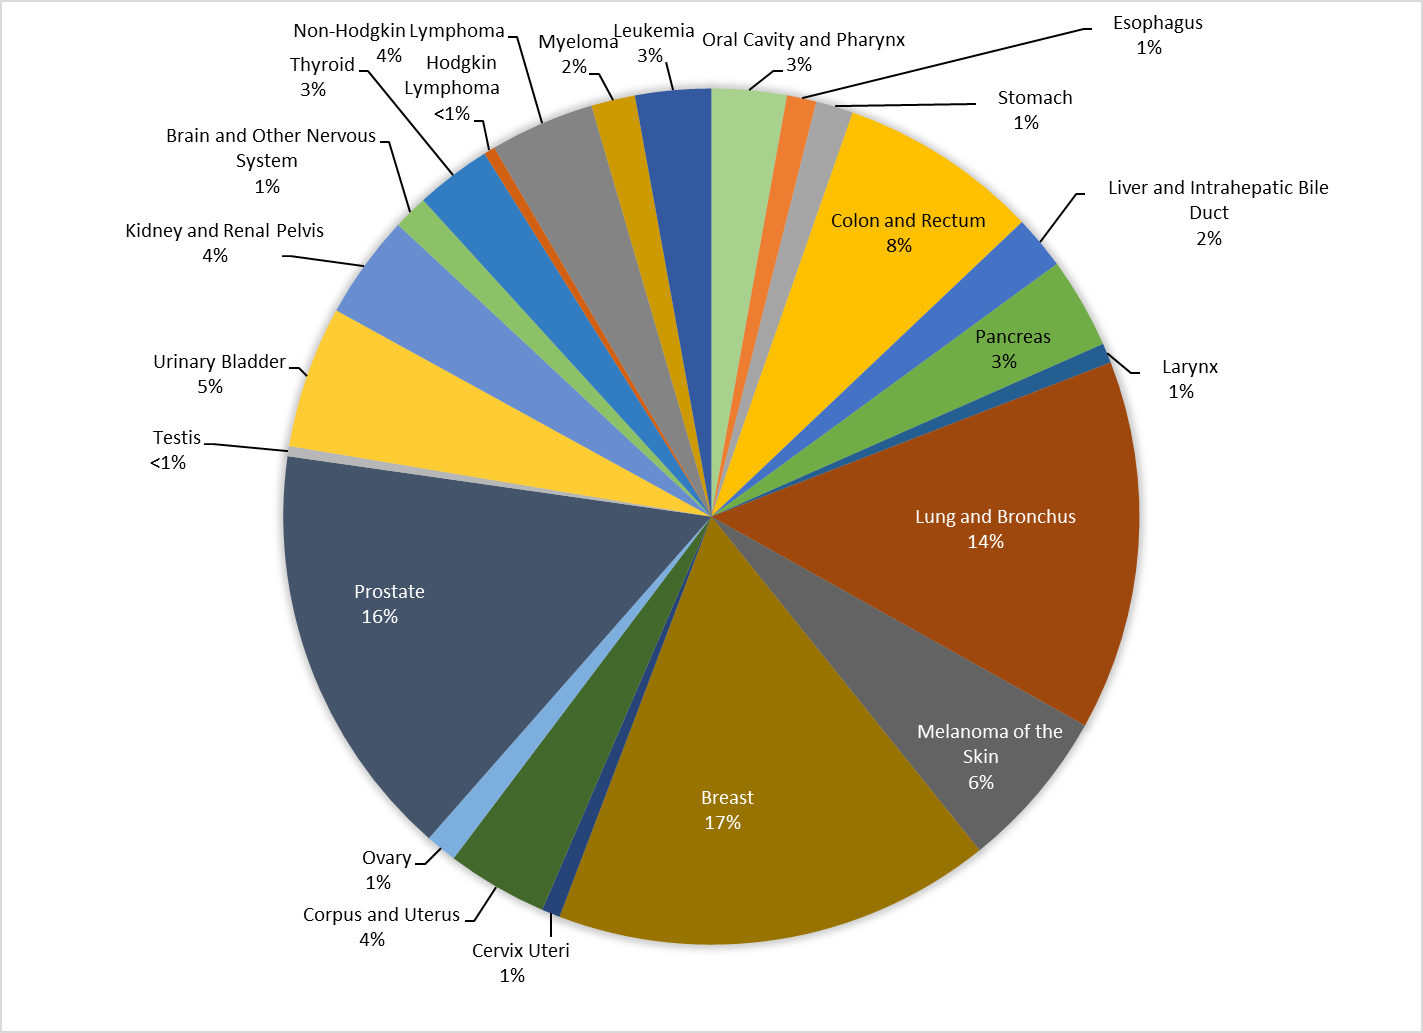 Oral Cavity and Pharynx
3%
Esophagus
1%
Stomach
1%
Colon and Rectum
8%
Liver and Intrahepatic Bile
Duct
2%
Pancreas
3%
Larynx
1%
Lung and Bronchus
14%
Melanoma of the
Skin
6%
Breast
17%
Cervix Uteri
1%
Corpus and Uterus
4%
Ovary
1%
Prostate
16%
Testis
<1%
Urinary Bladder
5%
Kidney and Renal Pelvis
4%
Brain and Other Nervous
System
1%
Thyroid
3%
Hodgkin
Lymphoma
<1%
Non-Hodgkin Lymphoma
4%
Myeloma
2%
Leukemia
3%